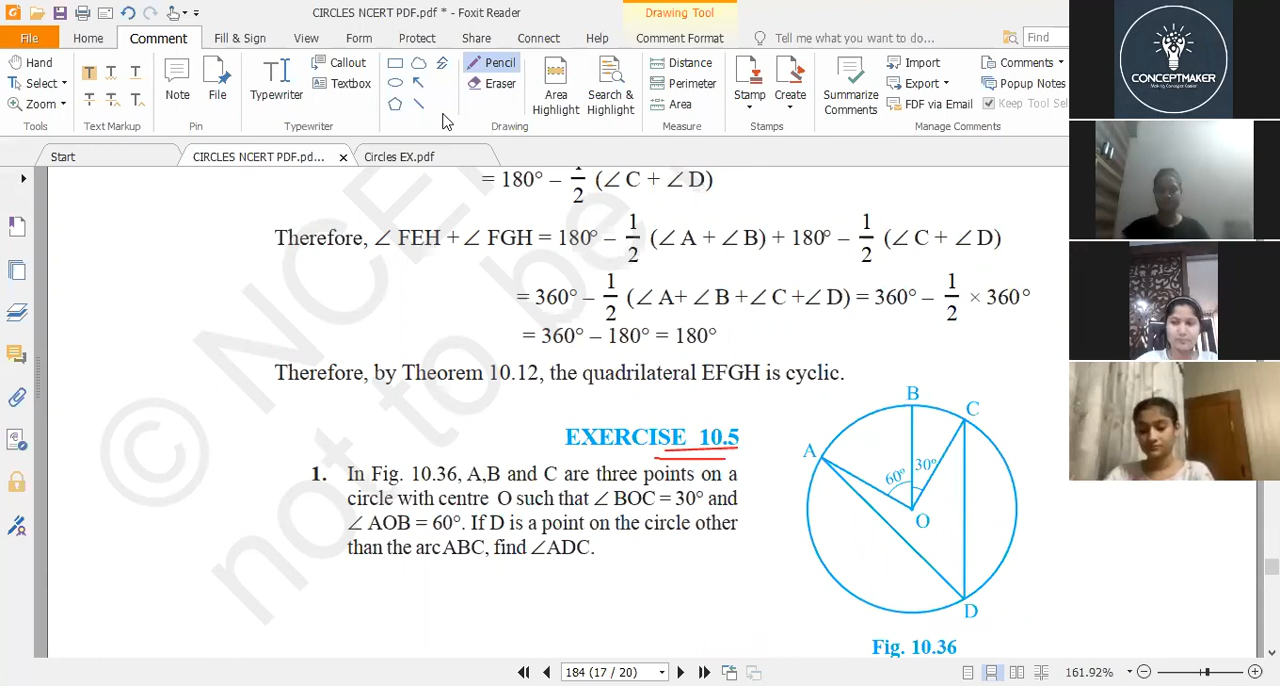 CIRCLES NCERT PDF.pdf * - Foxit Reader
Drawing Tool
File Home Comment Fill & Sign View Form Protect Share Connect Help Comment Format Tell me what you want to do... Find
Hand
Select
Zoom
Tools
Text Markup
Note
File
Pin
Typewriter
Callout
Textbox
Typewriter
Pencil
Eraser
Area Highlight
Search & Highlight
Drawing
Distance
Perimeter
Area
Measure
Stamp
Create
Stamps
Summarize Comments
Import
Export
FDF via Email
Comments
Popup Notes
Keep Tool Sel
Manage Comments
CONCEPTMAKER
Start
CIRCLES NCERT PDF.pd...
Circles EX.pdf
= 180° – 1/2 (∠ C + ∠ D)
Therefore, ∠ FEH + ∠ FGH = 180° – 1/2 (∠ A + ∠ B) + 180° – 1/2 (∠ C + ∠ D)
= 360° – 1/2 (∠ A+ ∠ B +∠ C +∠ D) = 360° – 1/2 × 360°
= 360° – 180° = 180°
Therefore, by Theorem 10.12, the quadrilateral EFGH is cyclic.
EXERCISE 10.5
1. In Fig. 10.36, A,B and C are three points on a
circle with centre O such that ∠ BOC = 30° and
∠ AOB = 60°. If D is a point on the circle other
than the arc ABC, find ∠ADC.
B
C
A
60°
30°
O
D
Fig. 10.36
© NCE
not to be
184 (17 / 20)
161.92%